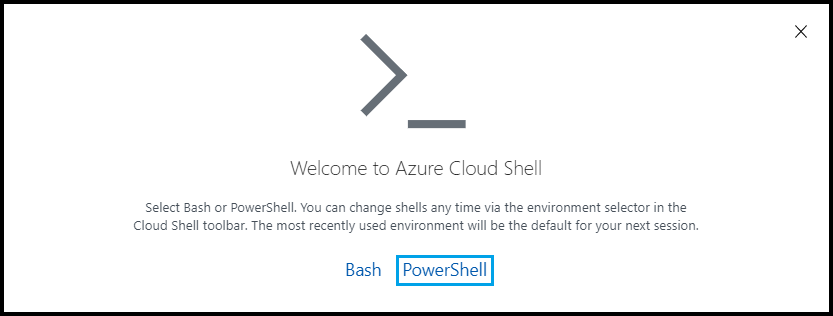 Welcome to Azure Cloud Shell
Select Bash or PowerShell. You can change shells any time via the environment selector in the
Cloud Shell toolbar. The most recently used environment will be the default for your next session.
Bash PowerShell